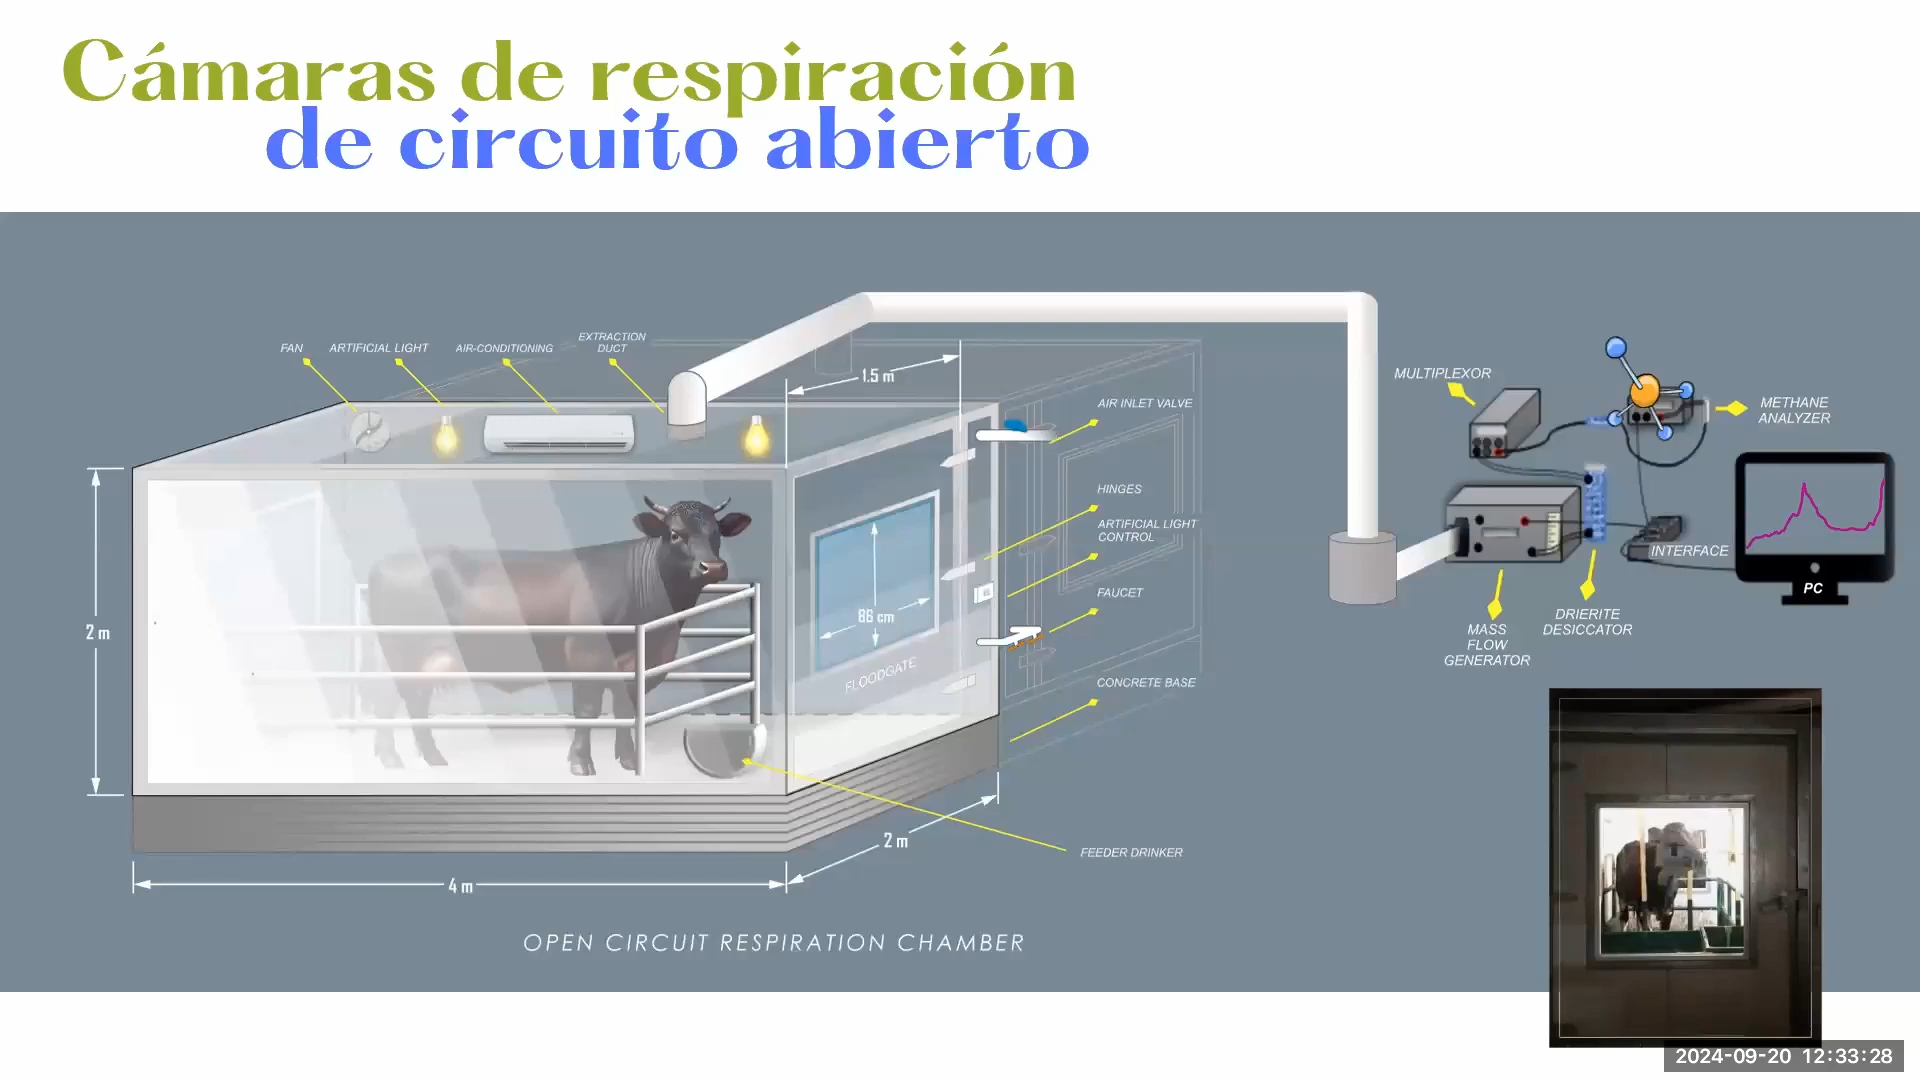 Cámaras de respiración
de circuito abierto
FAN
ARTIFICIAL LIGHT
AIR-CONDITIONING
EXTRACTION
DUCT
1.5 m
AIR INLET VALVE
HINGES
ARTIFICIAL LIGHT
CONTROL
FAUCET
CONCRETE BASE
86 cm
FLOODGATE
2 m
2 m
4 m
FEEDER DRINKER
OPEN CIRCUIT RESPIRATION CHAMBER
MULTIPLEXOR
METHANE
ANALYZER
INTERFACE
PC
MASS
FLOW
GENERATOR
DRIERITE
DESICCATOR
2024-09-20 12:33:28